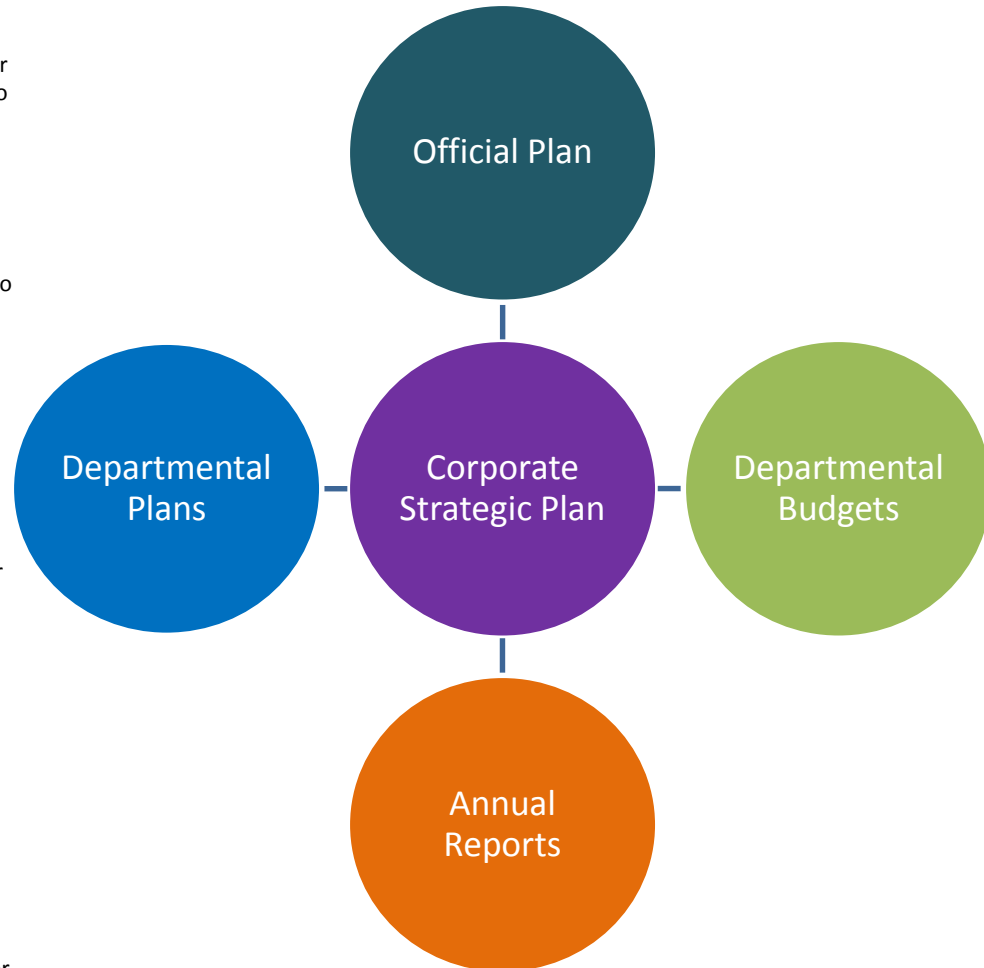 Official Plan
Departmental
Plans
Corporate
Strategic Plan
Departmental
Budgets
Annual
Reports